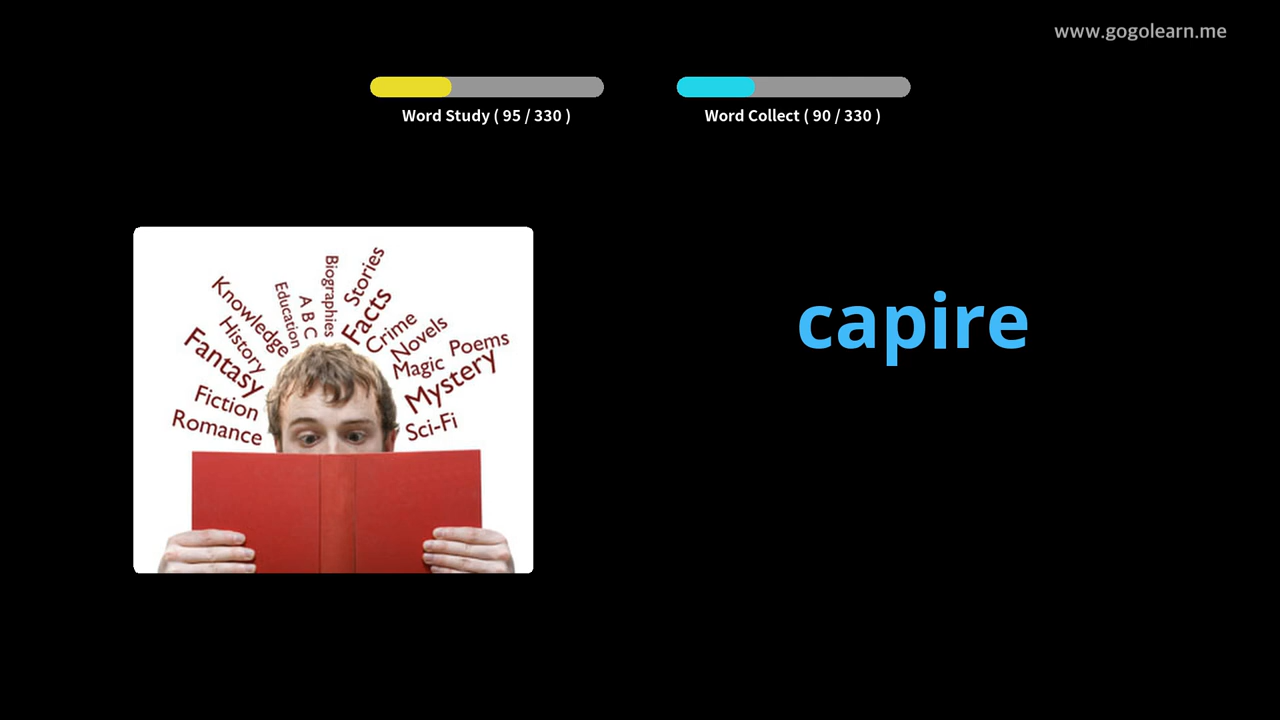 www.gogolearn.me
Word Study ( 95 / 330 )
Word Collect ( 90 / 330 )
capire
Romance
Fiction
Fantasy
History
Knowledge
Education
A B C
Biographies
Stories
Facts
Crime
Novels
Magic
Poems
Mystery
Sci-Fi